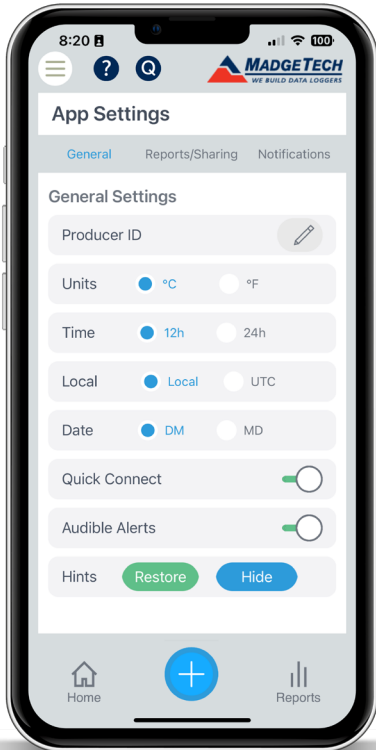 8:20
100
?
Q
MADGETECH
WE BUILD DATA LOGGERS
App Settings
General Reports/Sharing Notifications
General Settings
Producer ID
Units °C °F
Time 12h 24h
Local Local UTC
Date DM MD
Quick Connect
Audible Alerts
Hints Restore Hide
Home Reports